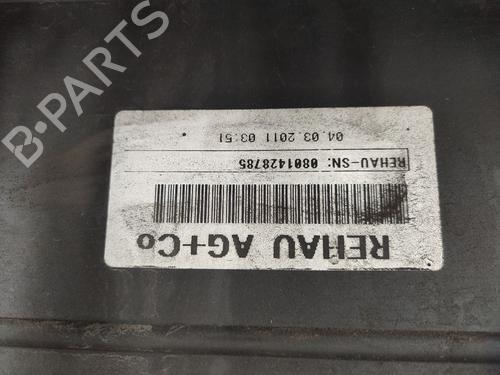 B-PARTS
REHAU AG+Co
REHAU-SN: 0801428785
04.03.2011 03:51